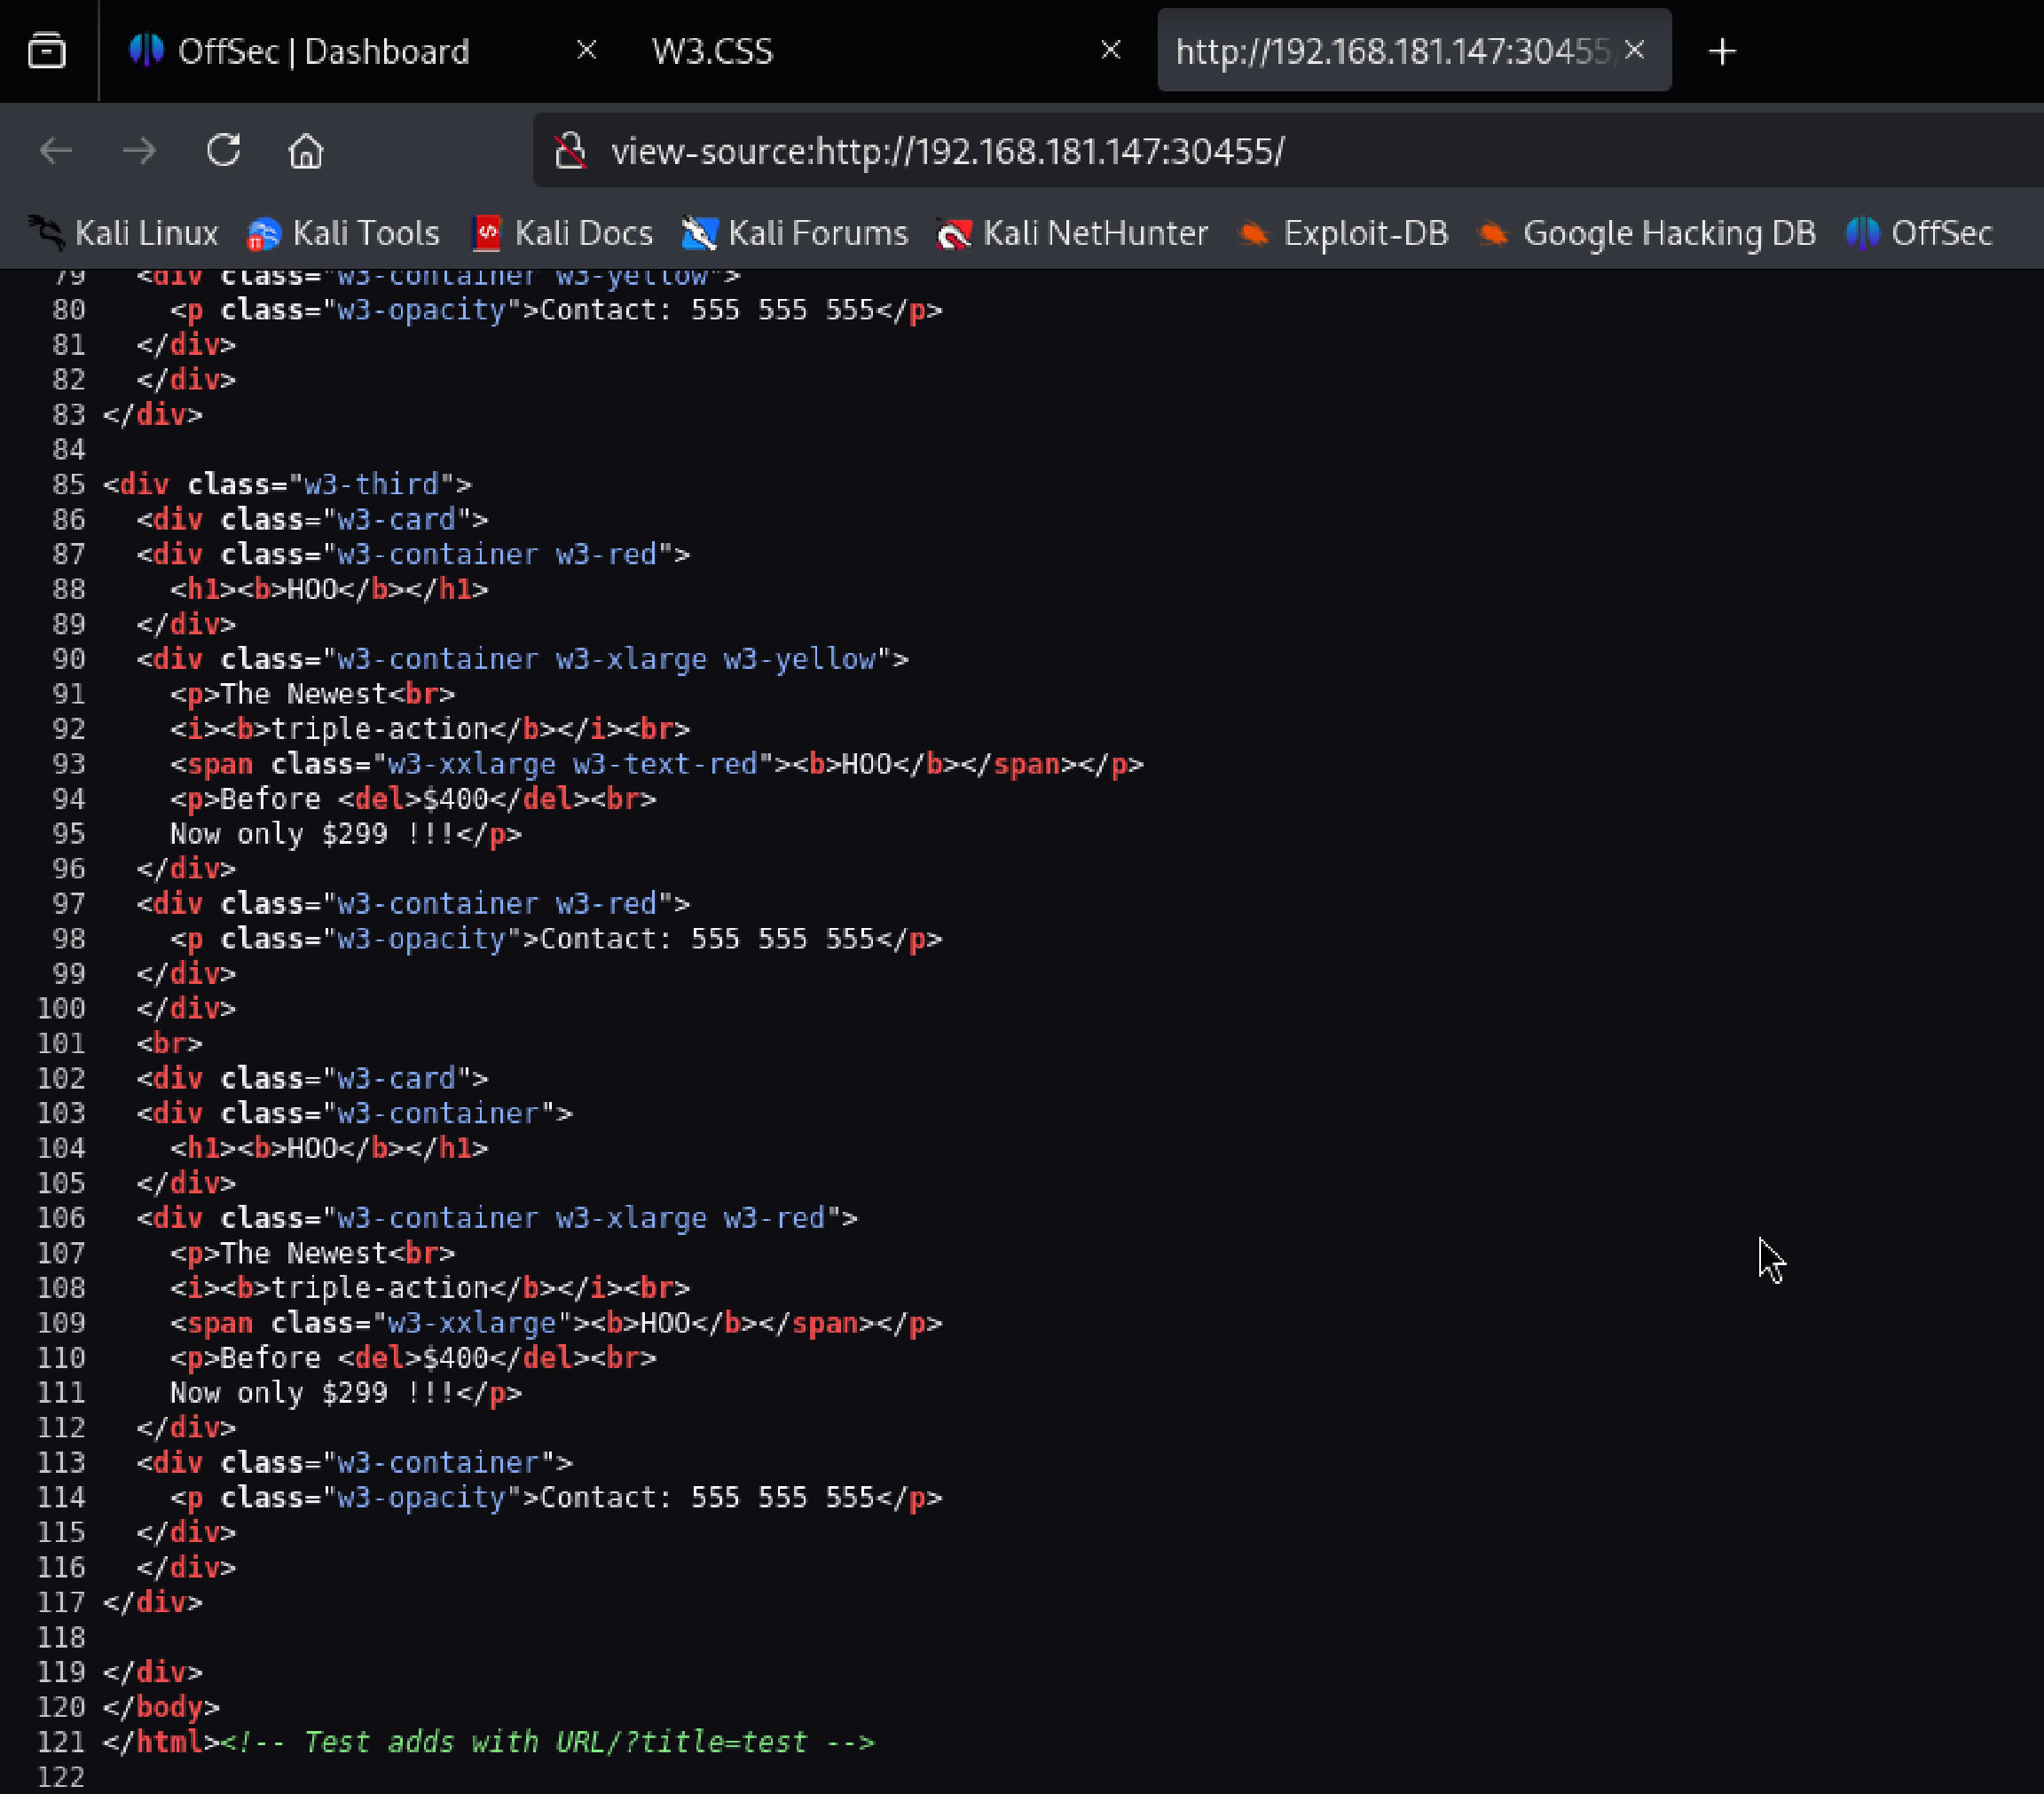 OffSec | Dashboard
W3.CSS
http://192.168.181.147:30455
view-source:http://192.168.181.147:30455/
Kali Linux
Kali Tools
Kali Docs
Kali Forums
Kali NetHunter
Exploit-DB
Google Hacking DB
OffSec
79   <div class="w3-container w3-yellow">
80     <p class="w3-opacity">Contact: 555 555 555</p>
81   </div>
82   </div>
83 </div>
84
85 <div class="w3-third">
86   <div class="w3-card">
87   <div class="w3-container w3-red">
88     <h1><b>HOO</b></h1>
89   </div>
90   <div class="w3-container w3-xlarge w3-yellow">
91     <p>The Newest<br>
92     <i><b>triple-action</b></i><br>
93     <span class="w3-xxlarge w3-text-red"><b>HOO</b></span></p>
94     <p>Before <del>$400</del><br>
95     Now only $299 !!!</p>
96   </div>
97   <div class="w3-container w3-red">
98     <p class="w3-opacity">Contact: 555 555 555</p>
99   </div>
100   </div>
101   <br>
102   <div class="w3-card">
103   <div class="w3-container">
104     <h1><b>HOO</b></h1>
105   </div>
106   <div class="w3-container w3-xlarge w3-red">
107     <p>The Newest<br>
108     <i><b>triple-action</b></i><br>
109     <span class="w3-xxlarge"><b>HOO</b></span></p>
110     <p>Before <del>$400</del><br>
111     Now only $299 !!!</p>
112   </div>
113   <div class="w3-container">
114     <p class="w3-opacity">Contact: 555 555 555</p>
115   </div>
116   </div>
117 </div>
118
119 </div>
120 </body>
121 </html><!-- Test adds with URL/?title=test -->
122